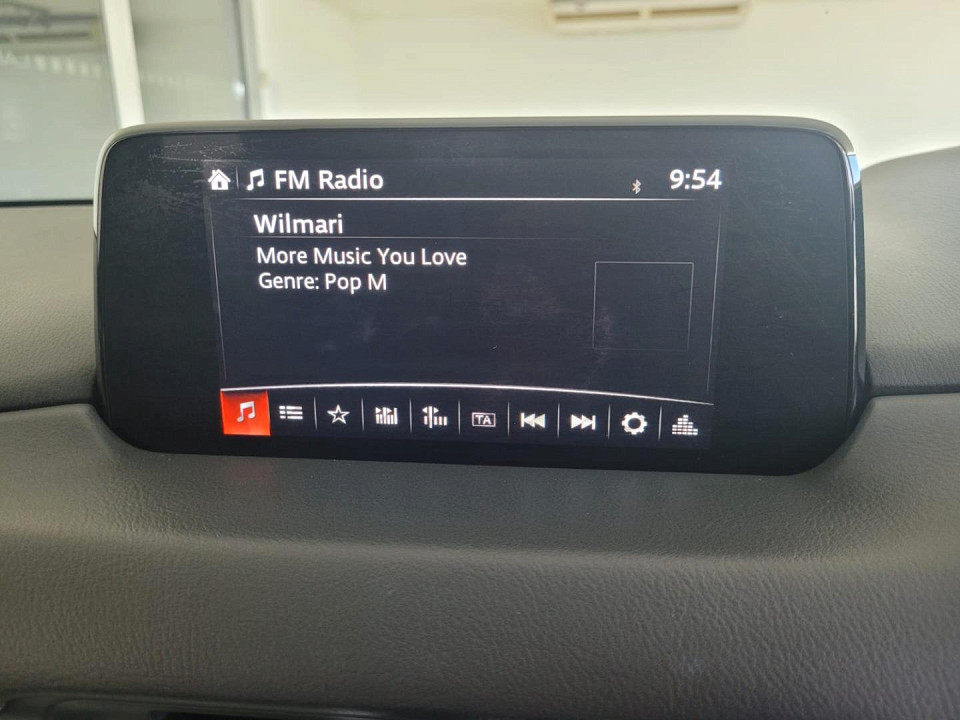 FM Radio 9:54
Wilmari
More Music You Love
Genre: Pop M
TA